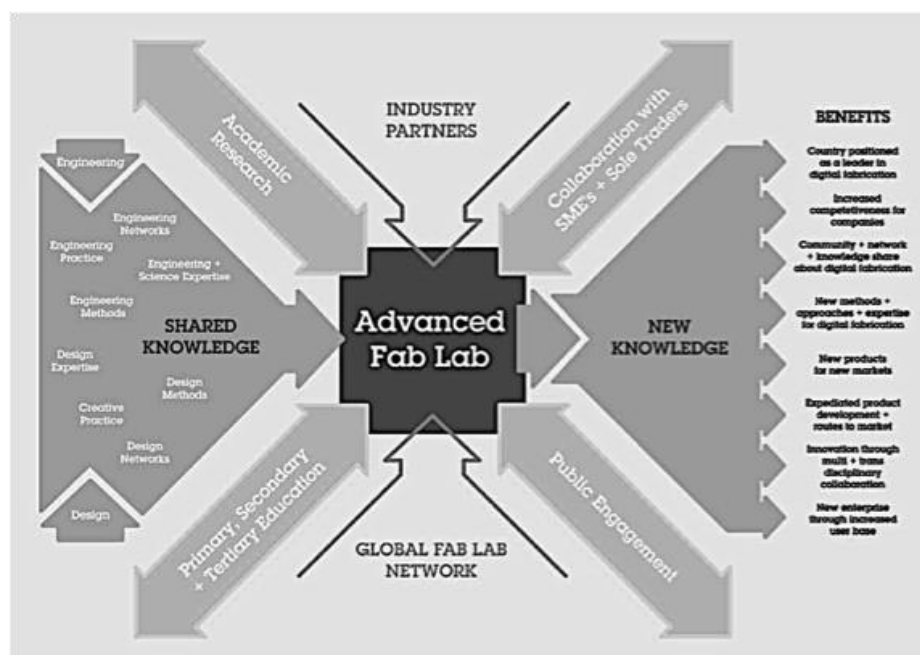 Academic
Research
INDUSTRY
PARTNERS
Collaboration with
SME's + Sole Traders
BENEFITS
Engineering
Engineering
Networks
Engineering
Practice
Engineering +
Science Expertise
Engineering
Methods
SHARED
KNOWLEDGE
Design
Expertise
Design
Methods
Creative
Practice
Design
Networks
Design
Advanced
Fab Lab
NEW
KNOWLEDGE
Country positioned
as a leader in
digital fabrication
Increased
competetiveness for
companies
Community + network
+ knowledge share
about digital fabrication
New methods +
approaches + expertise
for digital fabrication
New products
for new markets
Expediated product
development +
routes to market
Innovation through
multi + trans
disciplinary
collaboration
New enterprise
through increased
user base
Primary, Secondary
+ Tertiary Education
GLOBAL FAB LAB
NETWORK
Public Engagement